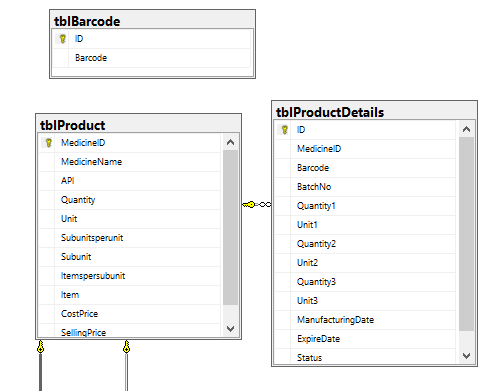 tblBarcode
ID
Barcode
tblProduct
MedicineID
MedicineName
API
Quantity
Unit
Subunitsperunit
Subunit
Itemspersubunit
Item
CostPrice
SellingPrice
tblProductDetails
ID
MedicineID
Barcode
BatchNo
Quantity1
Unit1
Quantity2
Unit2
Quantity3
Unit3
ManufacturingDate
ExpireDate
Status